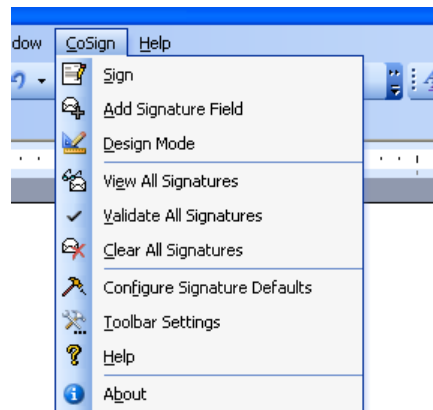 dow CoSign Help
Sign
Add Signature Field
Design Mode
View All Signatures
Validate All Signatures
Clear All Signatures
Configure Signature Defaults
Toolbar Settings
Help
About